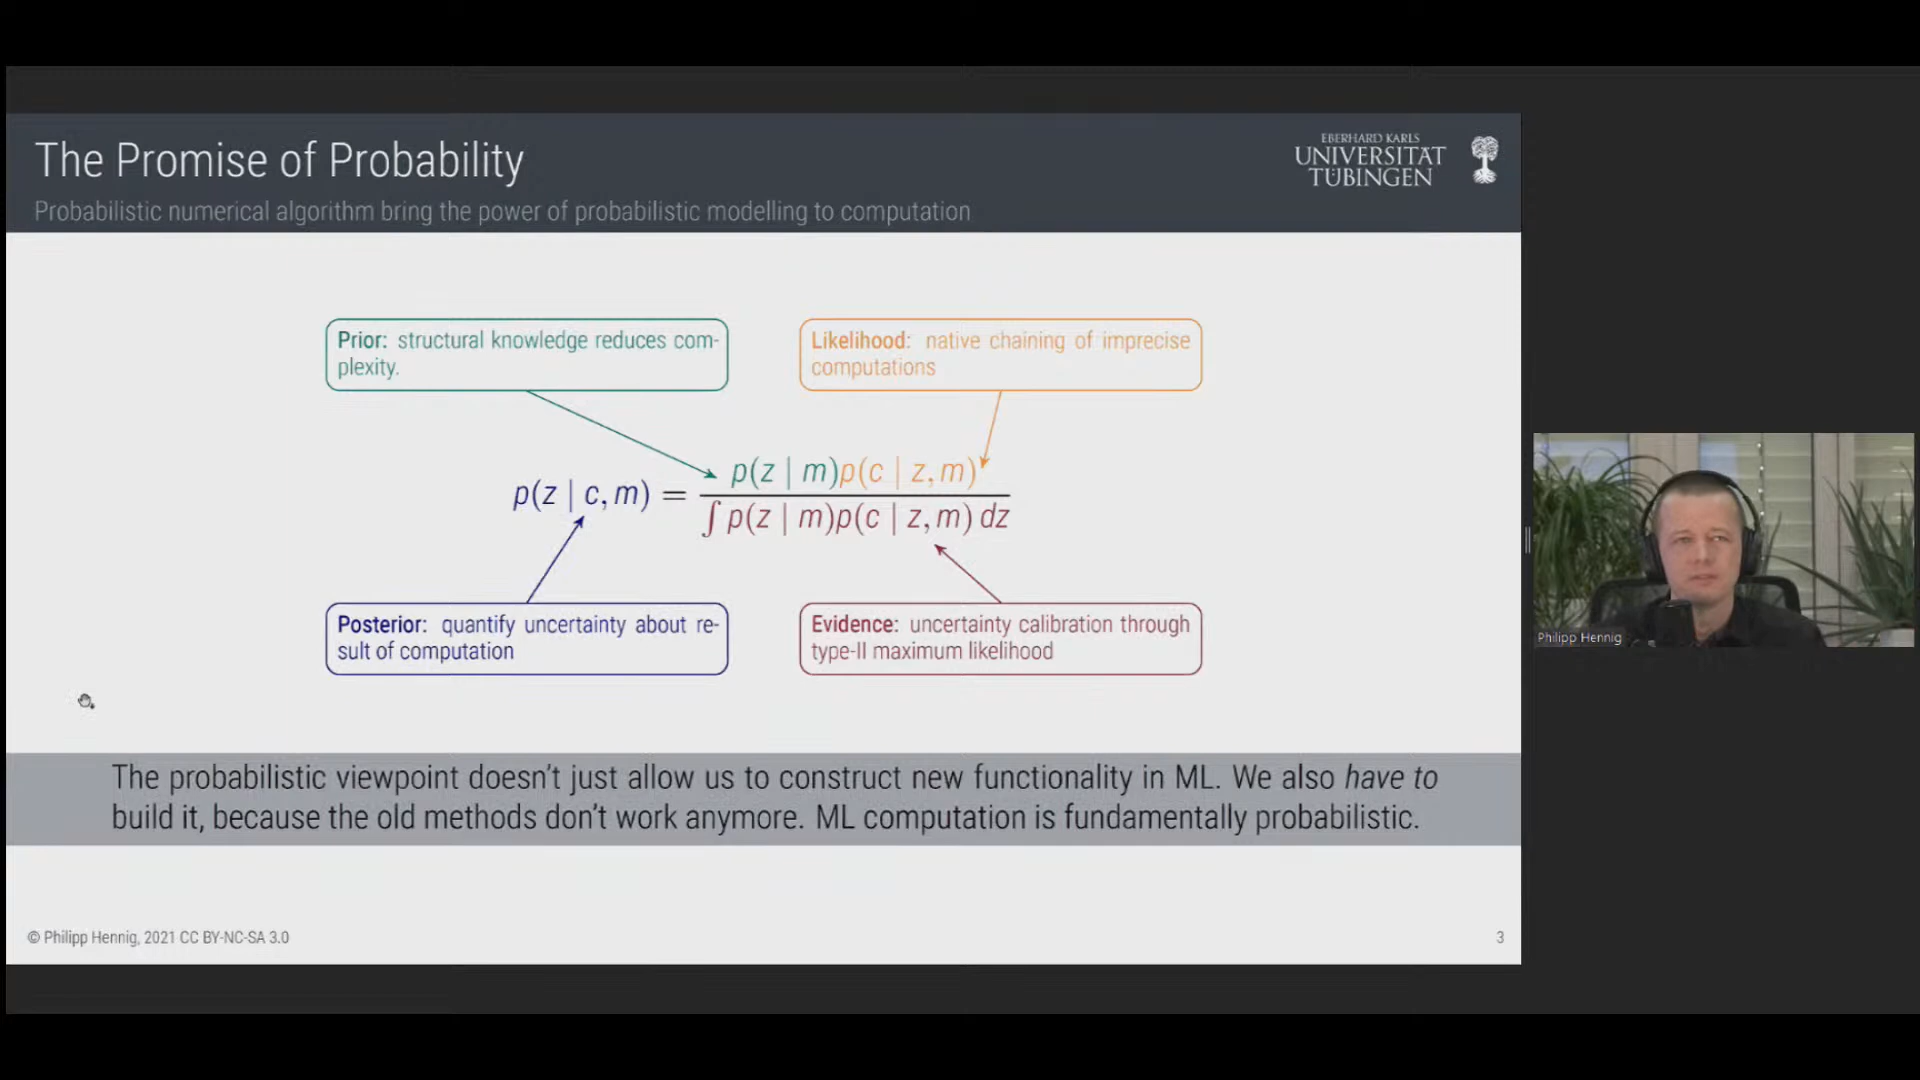 The Promise of Probability
Probabilistic numerical algorithm bring the power of probabilistic modelling to computation
EBERHARD KARLS
UNIVERSITÄT
TÜBINGEN
Prior: structural knowledge reduces com-
plexity.
Likelihood: native chaining of imprecise
computations
p(z | c, m) = p(z | m)p(c | z, m)
∫ p(z | m)p(c | z, m) dz
Posterior: quantify uncertainty about re-
sult of computation
Evidence: uncertainty calibration through
type-II maximum likelihood
The probabilistic viewpoint doesn't just allow us to construct new functionality in ML. We also have to
build it, because the old methods don't work anymore. ML computation is fundamentally probabilistic.
© Philipp Hennig, 2021 CC BY-NC-SA 3.0
3
Philipp Hennig